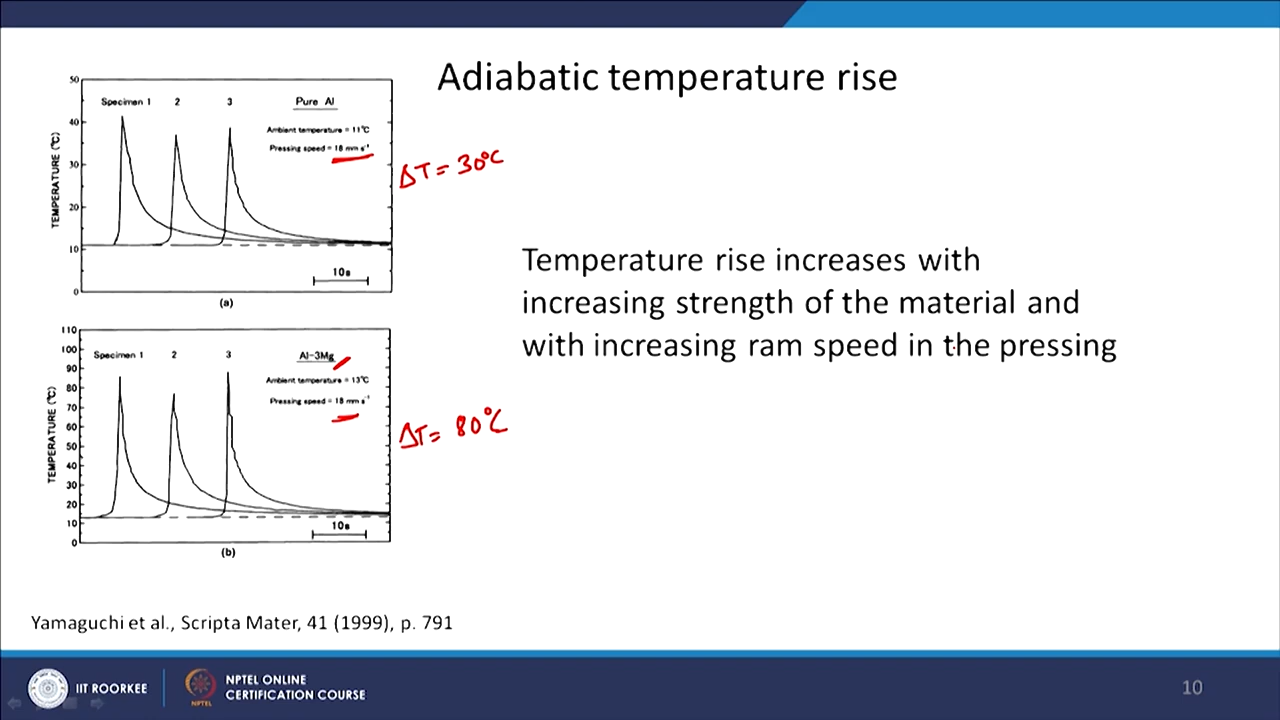 Adiabatic temperature rise
50
40
30
20
10
0
TEMPERATURE (°C)
Specimen 1 2 3
Pure Al
Ambient temperature = 11°C
Pressing speed = 18 mm s⁻¹
10s
(a)
ΔT = 30°C
Temperature rise increases with
increasing strength of the material and
with increasing ram speed in the pressing
110
100
90
80
70
60
50
40
30
20
10
0
TEMPERATURE (°C)
Specimen 1 2 3
Al-3Mg
Ambient temperature = 13°C
Pressing speed = 18 mm s⁻¹
10s
(b)
ΔT = 80°C
Yamaguchi et al., Scripta Mater, 41 (1999), p. 791
IIT ROORKEE
NPTEL
NPTEL ONLINE
CERTIFICATION COURSE
10